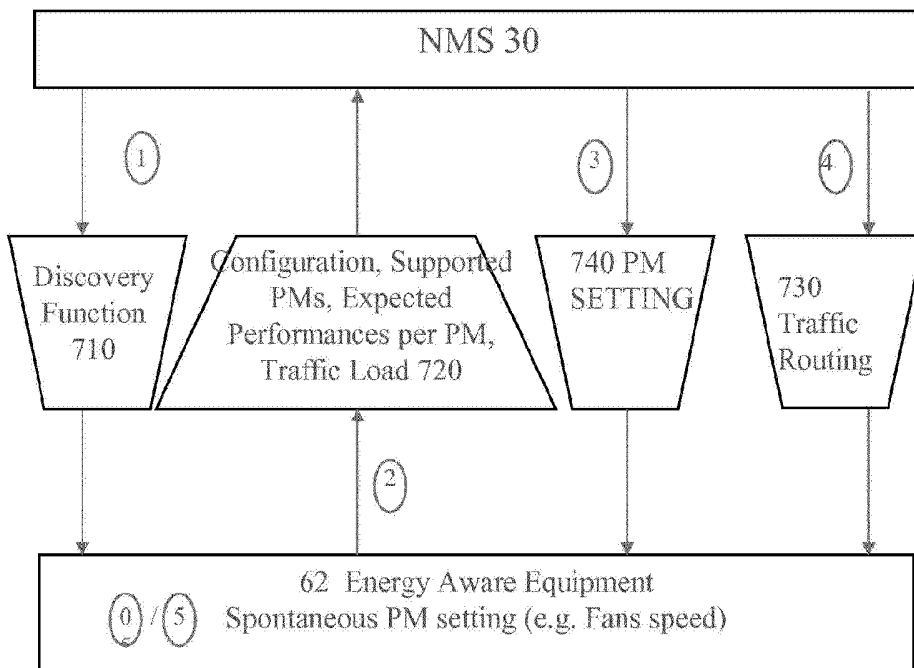 NMS 30
1
3
4
Discovery
Function
710
Configuration, Supported
PMs, Expected
Performances per PM,
Traffic Load 720
740 PM
SETTING
730
Traffic
Routing
2
62 Energy Aware Equipment
0 / 5 Spontaneous PM setting (e.g. Fans speed)